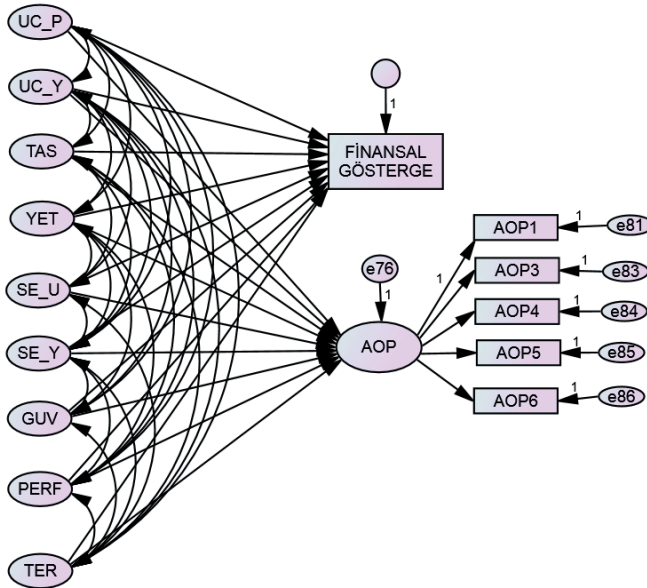 UC_P
UC_Y
TAS
YET
SE_U
SE_Y
GUV
PERF
TER
1
FİNANSAL
GÖSTERGE
e76
1
AOP
1
AOP1
1
e81
AOP3
1
e83
AOP4
1
e84
AOP5
1
e85
AOP6
1
e86